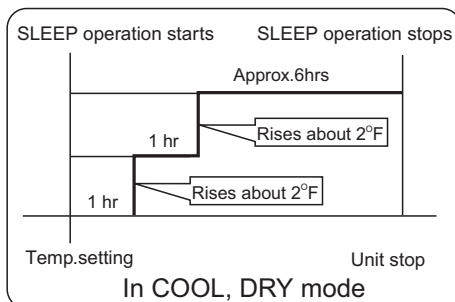 SLEEP operation starts
SLEEP operation stops
Approx.6hrs
Rises about 2°F
1 hr
Rises about 2°F
1 hr
Temp.setting
Unit stop
In COOL, DRY mode